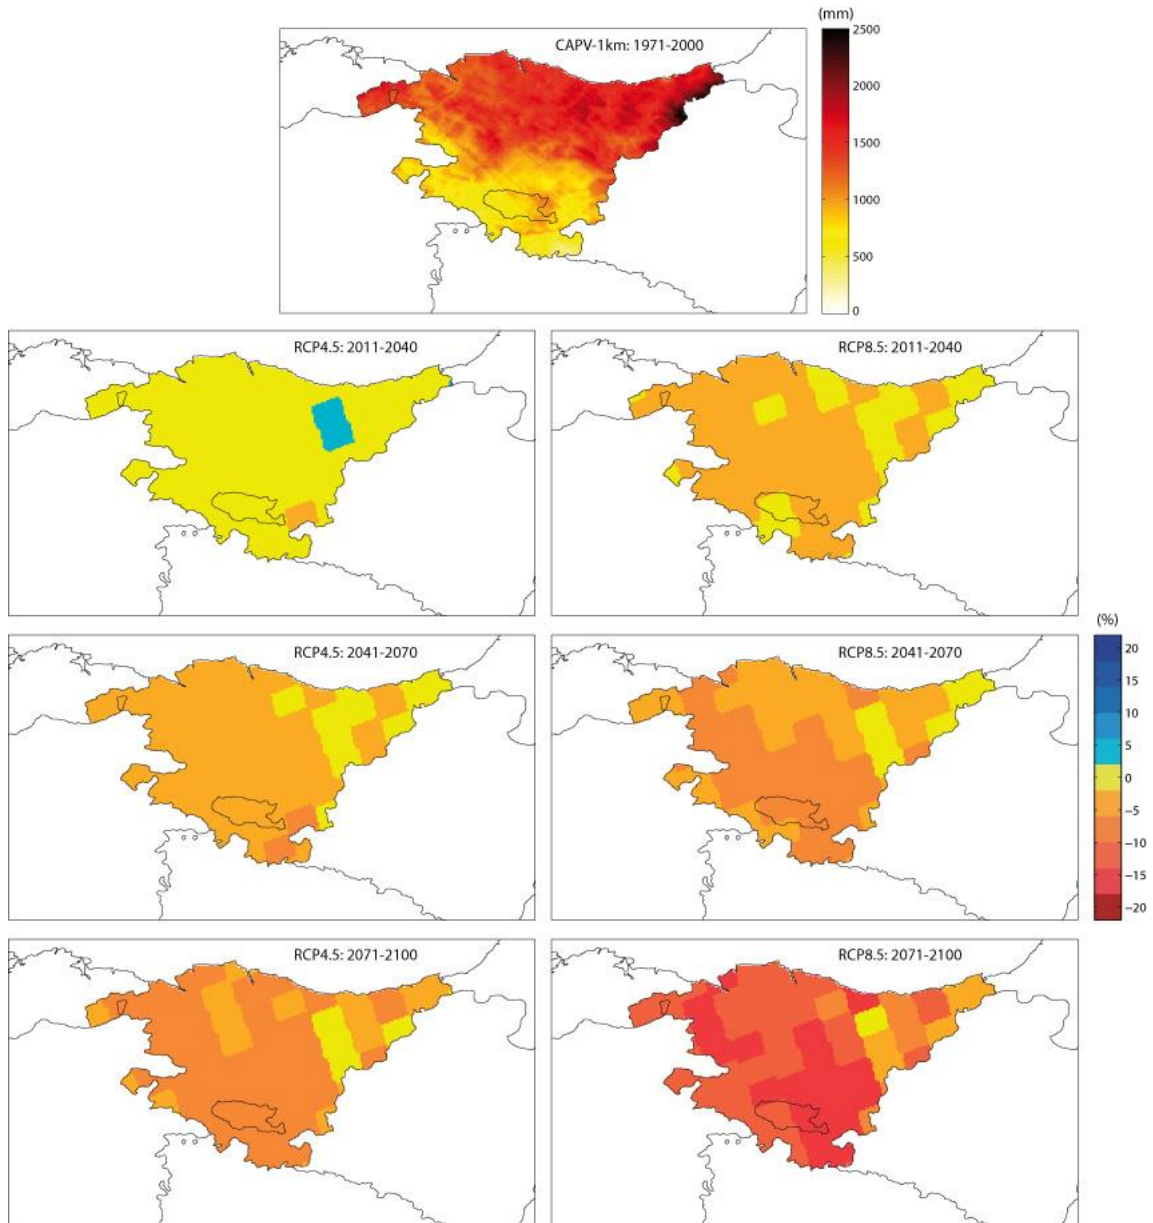 (mm)
CAPV-1km: 1971-2000
2500
2000
1500
1000
500
0
RCP4.5: 2011-2040
RCP8.5: 2011-2040
(%)
RCP4.5: 2041-2070
RCP8.5: 2041-2070
20
15
10
5
0
−5
−10
−15
−20
RCP4.5: 2071-2100
RCP8.5: 2071-2100